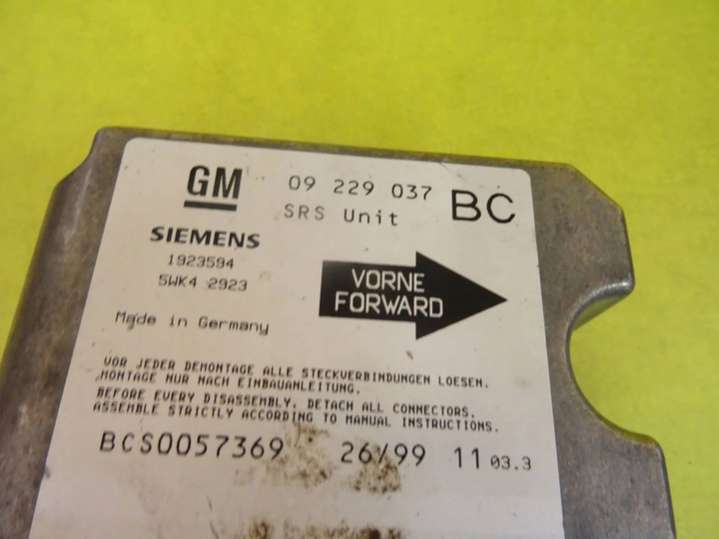 GM 09 229 037 BC
SRS Unit
SIEMENS
1923594
5WK4 2923
VORNE
FORWARD
Made in Germany
VOR JEDER DEMONTAGE ALLE STECKVERBINDUNGEN LOESEN.
MONTAGE NUR NACH EINBAUANLEITUNG.
BEFORE EVERY DISASSEMBLY, DETACH ALL CONNECTORS.
ASSEMBLE STRICTLY ACCORDING TO MANUAL INSTRUCTIONS.
BCS0057369 26/99 11 03.3